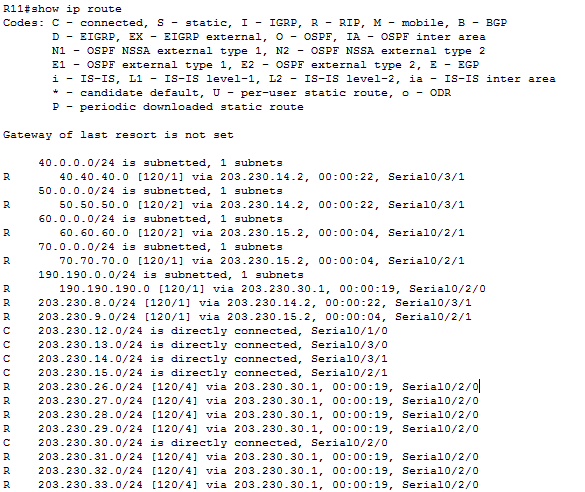 R11#show ip route
Codes: C - connected, S - static, I - IGRP, R - RIP, M - mobile, B - BGP
D - EIGRP, EX - EIGRP external, O - OSPF, IA - OSPF inter area
N1 - OSPF NSSA external type 1, N2 - OSPF NSSA external type 2
E1 - OSPF external type 1, E2 - OSPF external type 2, E - EGP
i - IS-IS, L1 - IS-IS level-1, L2 - IS-IS level-2, ia - IS-IS inter area
* - candidate default, U - per-user static route, o - ODR
P - periodic downloaded static route
Gateway of last resort is not set
40.0.0.0/24 is subnetted, 1 subnets
R 40.40.40.0 [120/1] via 203.230.14.2, 00:00:22, Serial0/3/1
50.0.0.0/24 is subnetted, 1 subnets
R 50.50.50.0 [120/2] via 203.230.14.2, 00:00:22, Serial0/3/1
60.0.0.0/24 is subnetted, 1 subnets
R 60.60.60.0 [120/2] via 203.230.15.2, 00:00:04, Serial0/2/1
70.0.0.0/24 is subnetted, 1 subnets
R 70.70.70.0 [120/1] via 203.230.15.2, 00:00:04, Serial0/2/1
190.190.0.0/24 is subnetted, 1 subnets
R 190.190.190.0 [120/1] via 203.230.30.1, 00:00:19, Serial0/2/0
R 203.230.8.0/24 [120/1] via 203.230.14.2, 00:00:22, Serial0/3/1
R 203.230.9.0/24 [120/1] via 203.230.15.2, 00:00:04, Serial0/2/1
C 203.230.12.0/24 is directly connected, Serial0/1/0
C 203.230.13.0/24 is directly connected, Serial0/3/0
C 203.230.14.0/24 is directly connected, Serial0/3/1
C 203.230.15.0/24 is directly connected, Serial0/2/1
R 203.230.26.0/24 [120/4] via 203.230.30.1, 00:00:19, Serial0/2/0
R 203.230.27.0/24 [120/4] via 203.230.30.1, 00:00:19, Serial0/2/0
R 203.230.28.0/24 [120/4] via 203.230.30.1, 00:00:19, Serial0/2/0
R 203.230.29.0/24 [120/4] via 203.230.30.1, 00:00:19, Serial0/2/0
C 203.230.30.0/24 is directly connected, Serial0/2/0
R 203.230.31.0/24 [120/4] via 203.230.30.1, 00:00:19, Serial0/2/0
R 203.230.32.0/24 [120/4] via 203.230.30.1, 00:00:19, Serial0/2/0
R 203.230.33.0/24 [120/4] via 203.230.30.1, 00:00:19, Serial0/2/0